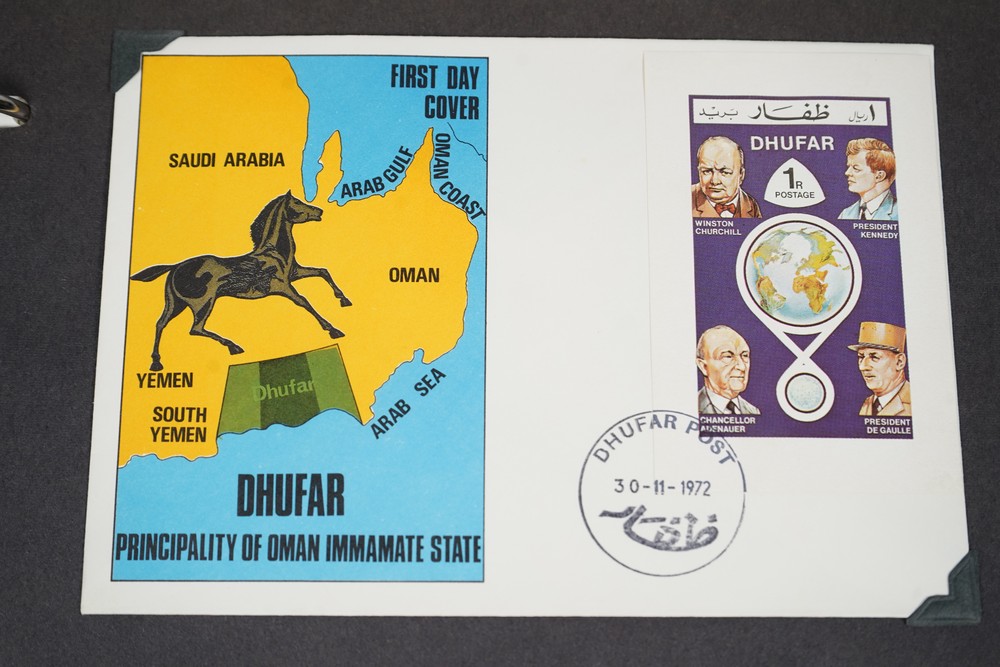 FIRST DAY
COVER
SAUDI ARABIA
ARAB GULF
OMAN COAST
OMAN
YEMEN
SOUTH
YEMEN
Dhufar
ARAB SEA
DHUFAR
PRINCIPALITY OF OMAN IMMAMATE STATE
١ ريال ظفار بريد
DHUFAR
1R
POSTAGE
WINSTON
CHURCHILL
PRESIDENT
KENNEDY
CHANCELLOR
ADENAUER
PRESIDENT
DE GAULLE
DHUFAR POST
30-11-1972
ظفار